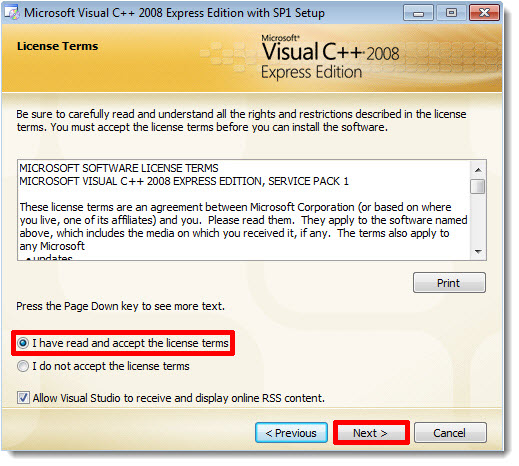 Microsoft Visual C++ 2008 Express Edition with SP1 Setup
License Terms
Microsoft®
Visual C++ 2008
Express Edition
Be sure to carefully read and understand all the rights and restrictions described in the license
terms. You must accept the license terms before you can install the software.
MICROSOFT SOFTWARE LICENSE TERMS
MICROSOFT VISUAL C++ 2008 EXPRESS EDITION, SERVICE PACK 1
These license terms are an agreement between Microsoft Corporation (or based on where
you live, one of its affiliates) and you. Please read them. They apply to the software named
above, which includes the media on which you received it, if any. The terms also apply to
any Microsoft
• updates
Print
Press the Page Down key to see more text.
I have read and accept the license terms
I do not accept the license terms
Allow Visual Studio to receive and display online RSS content.
< Previous
Next >
Cancel